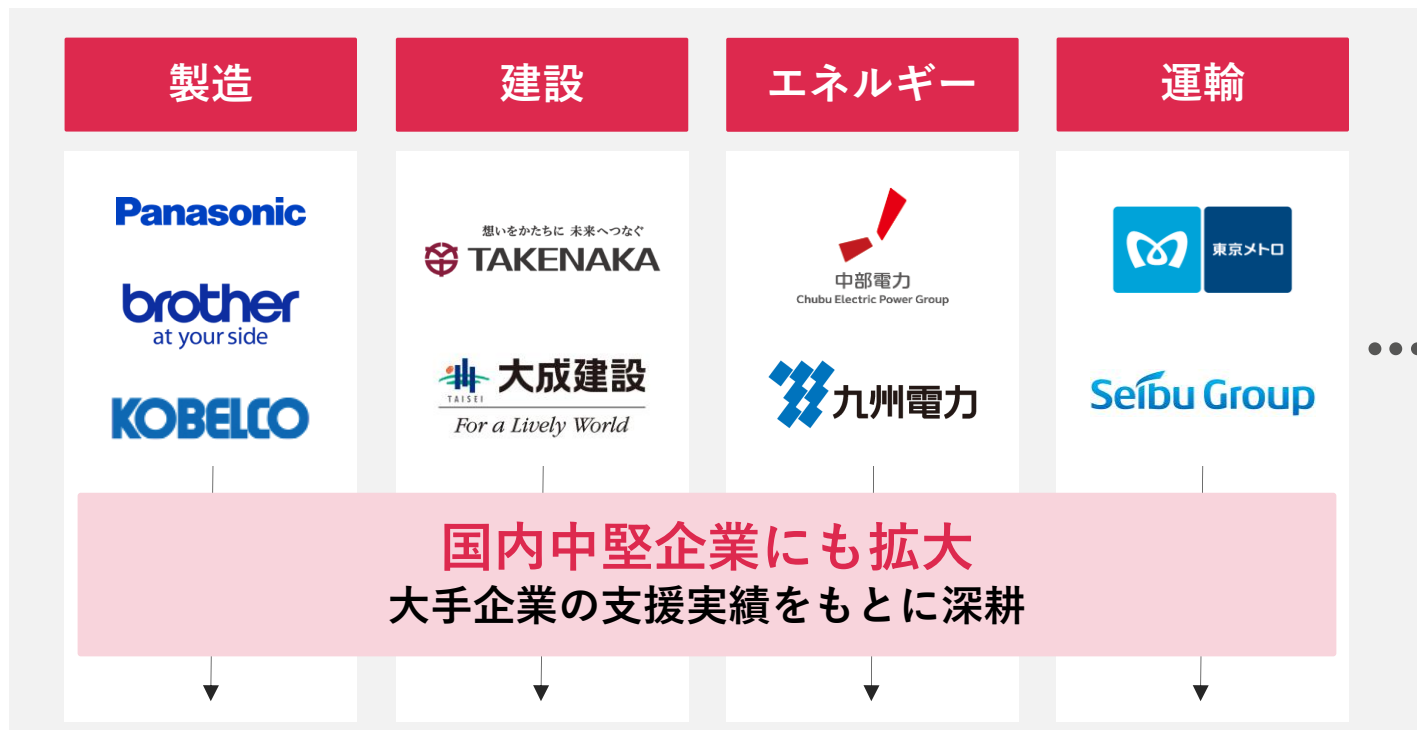 製造
Panasonic
brother
at your side
KOBELCO
建設
想いをかたちに 未来へつなぐ
TAKENAKA
TAISEI
大成建設
For a Lively World
エネルギー
中部電力
Chubu Electric Power Group
九州電力
運輸
東京メトロ
Seibu Group
国内中堅企業にも拡大
大手企業の支援実績をもとに深耕